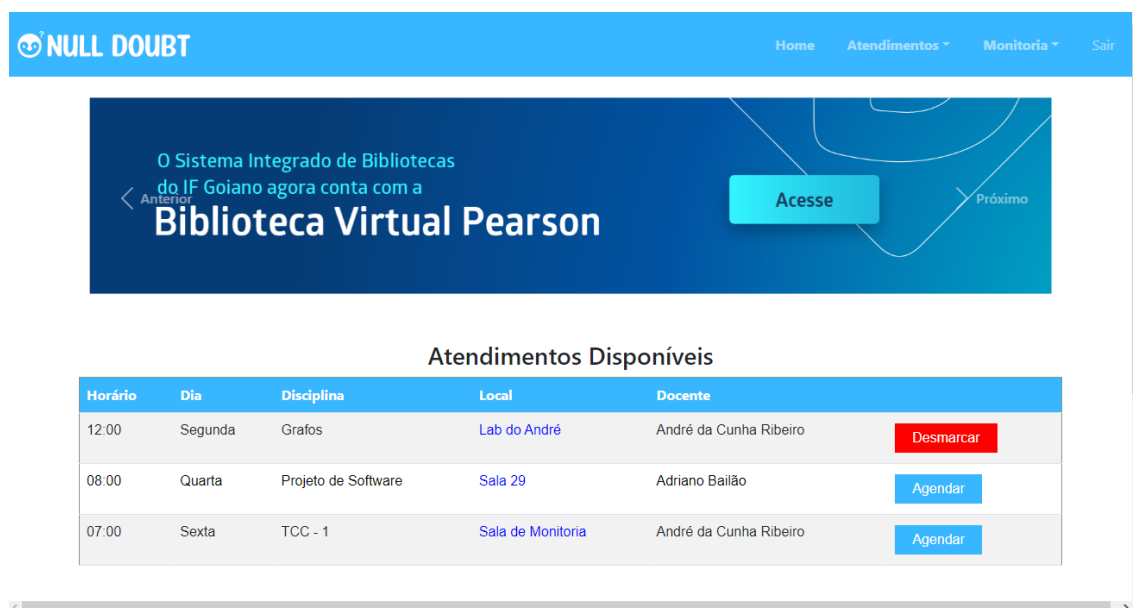 NULL DOUBT
Home Atendimentos Monitoria Sair
O Sistema Integrado de Bibliotecas
do IF Goiano agora conta com a
Biblioteca Virtual Pearson
Anterior
Acesse
Próximo
Atendimentos Disponíveis
Horário Dia Disciplina Local Docente
12:00 Segunda Grafos Lab do André André da Cunha Ribeiro Desmarcar
08:00 Quarta Projeto de Software Sala 29 Adriano Bailão Agendar
07:00 Sexta TCC - 1 Sala de Monitoria André da Cunha Ribeiro Agendar